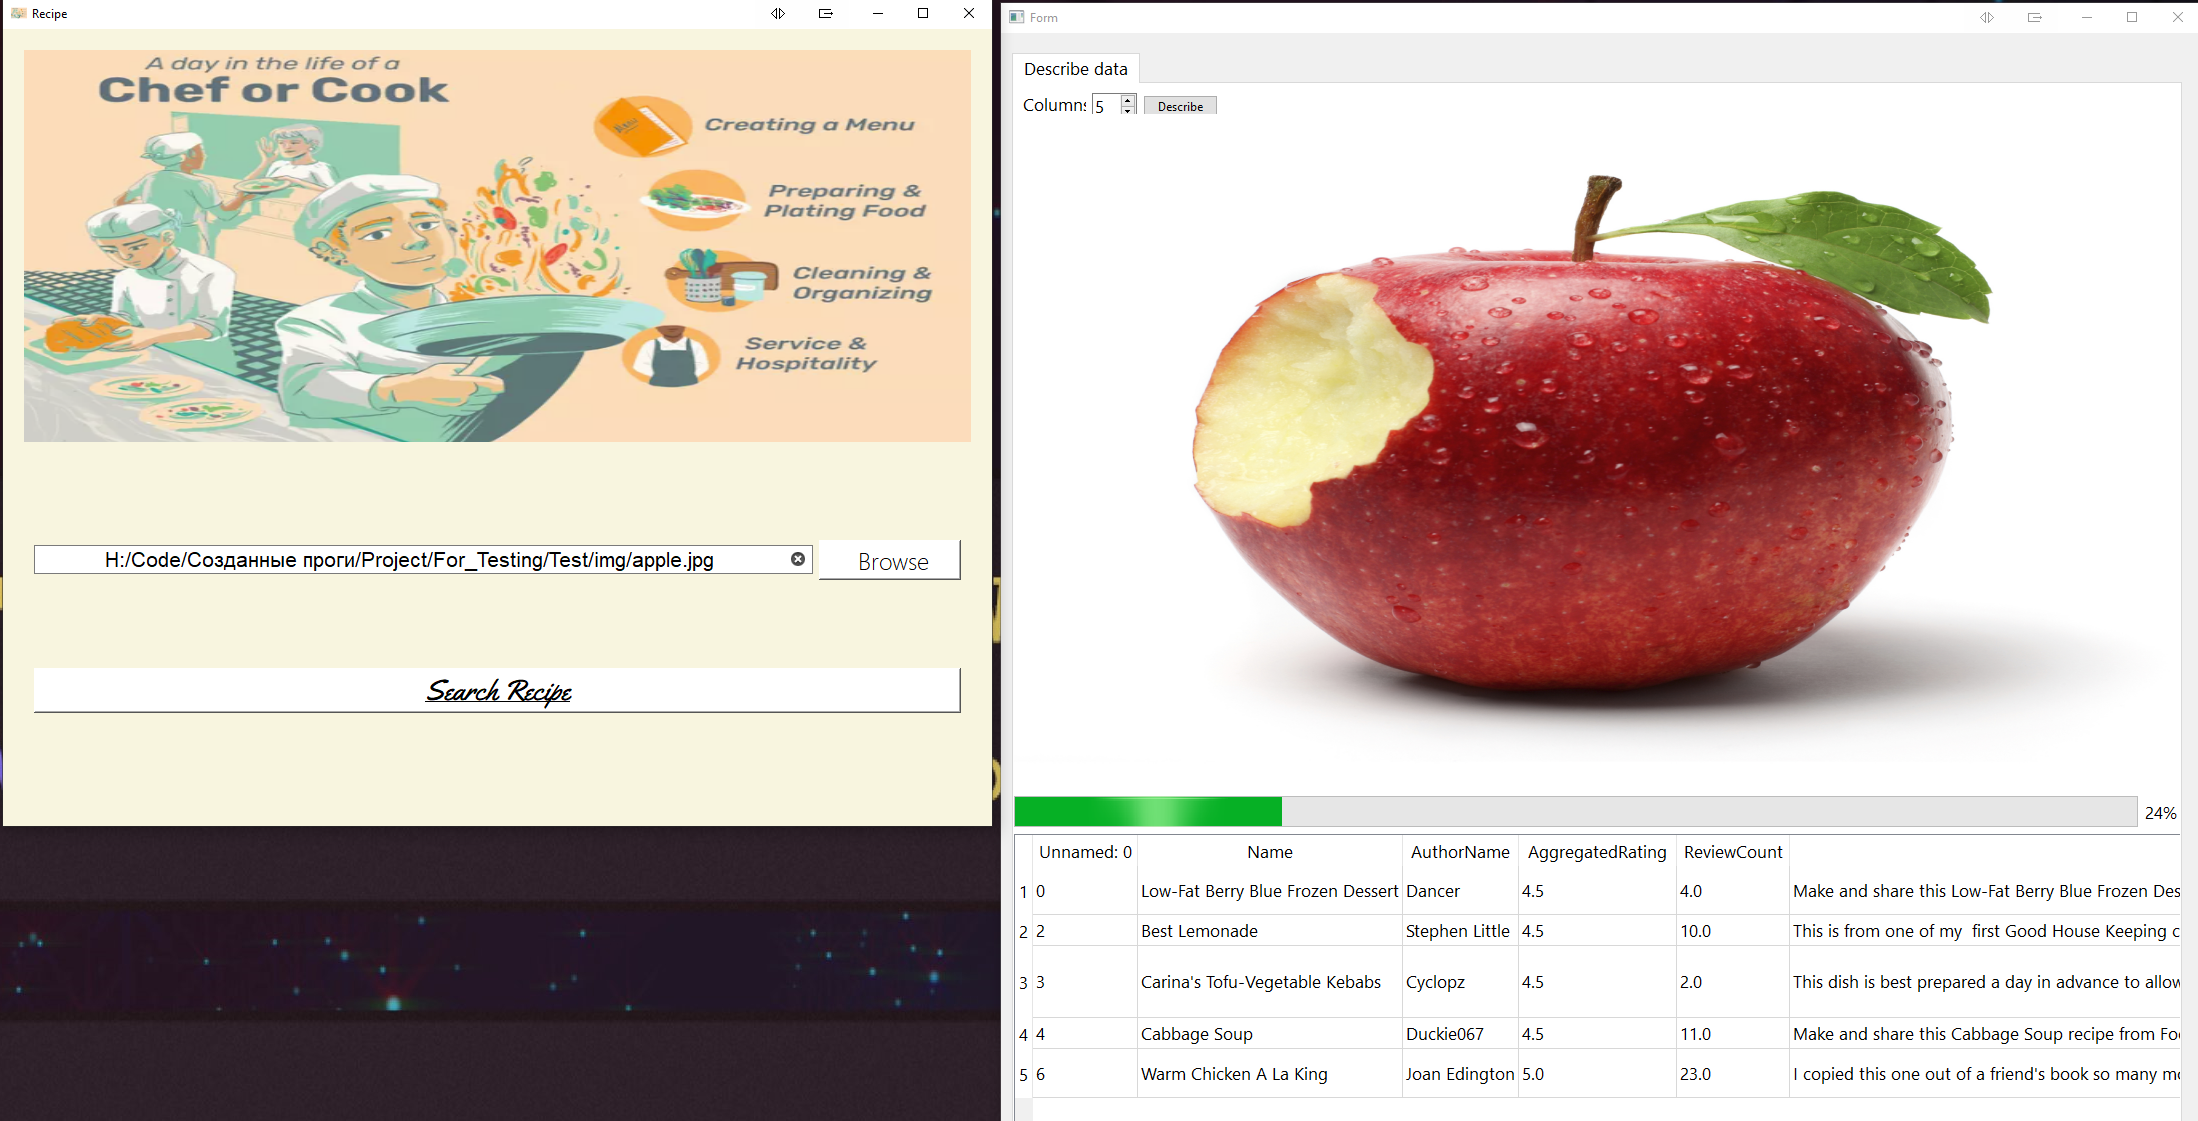 Recipe
A day in the life of a
Chef or Cook
Creating a Menu
Preparing &
Plating Food
Cleaning &
Organizing
Service &
Hospitality
H:/Code/Созданные проги/Project/For_Testing/Test/img/apple.jpg
Browse
Search Recipe
Form
Describe data
Column: 5 Describe
24%
Unnamed: 0 Name AuthorName AggregatedRating ReviewCount
1 0 Low-Fat Berry Blue Frozen Dessert Dancer 4.5 4.0 Make and share this Low-Fat Berry Blue Frozen Des
2 2 Best Lemonade Stephen Little 4.5 10.0 This is from one of my first Good House Keeping c
3 3 Carina's Tofu-Vegetable Kebabs Cyclopz 4.5 2.0 This dish is best prepared a day in advance to allow
4 4 Cabbage Soup Duckie067 4.5 11.0 Make and share this Cabbage Soup recipe from Fo
5 6 Warm Chicken A La King Joan Edington 5.0 23.0 I copied this one out of a friend's book so many m